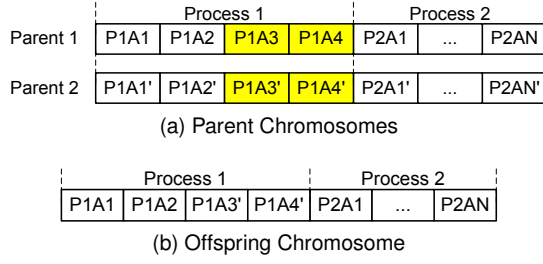 Process 1 Process 2
Parent 1 P1A1 P1A2 P1A3 P1A4 P2A1 ... P2AN
Parent 2 P1A1' P1A2' P1A3' P1A4' P2A1' ... P2AN'
(a) Parent Chromosomes
Process 1 Process 2
P1A1 P1A2 P1A3' P1A4' P2A1 ... P2AN
(b) Offspring Chromosome